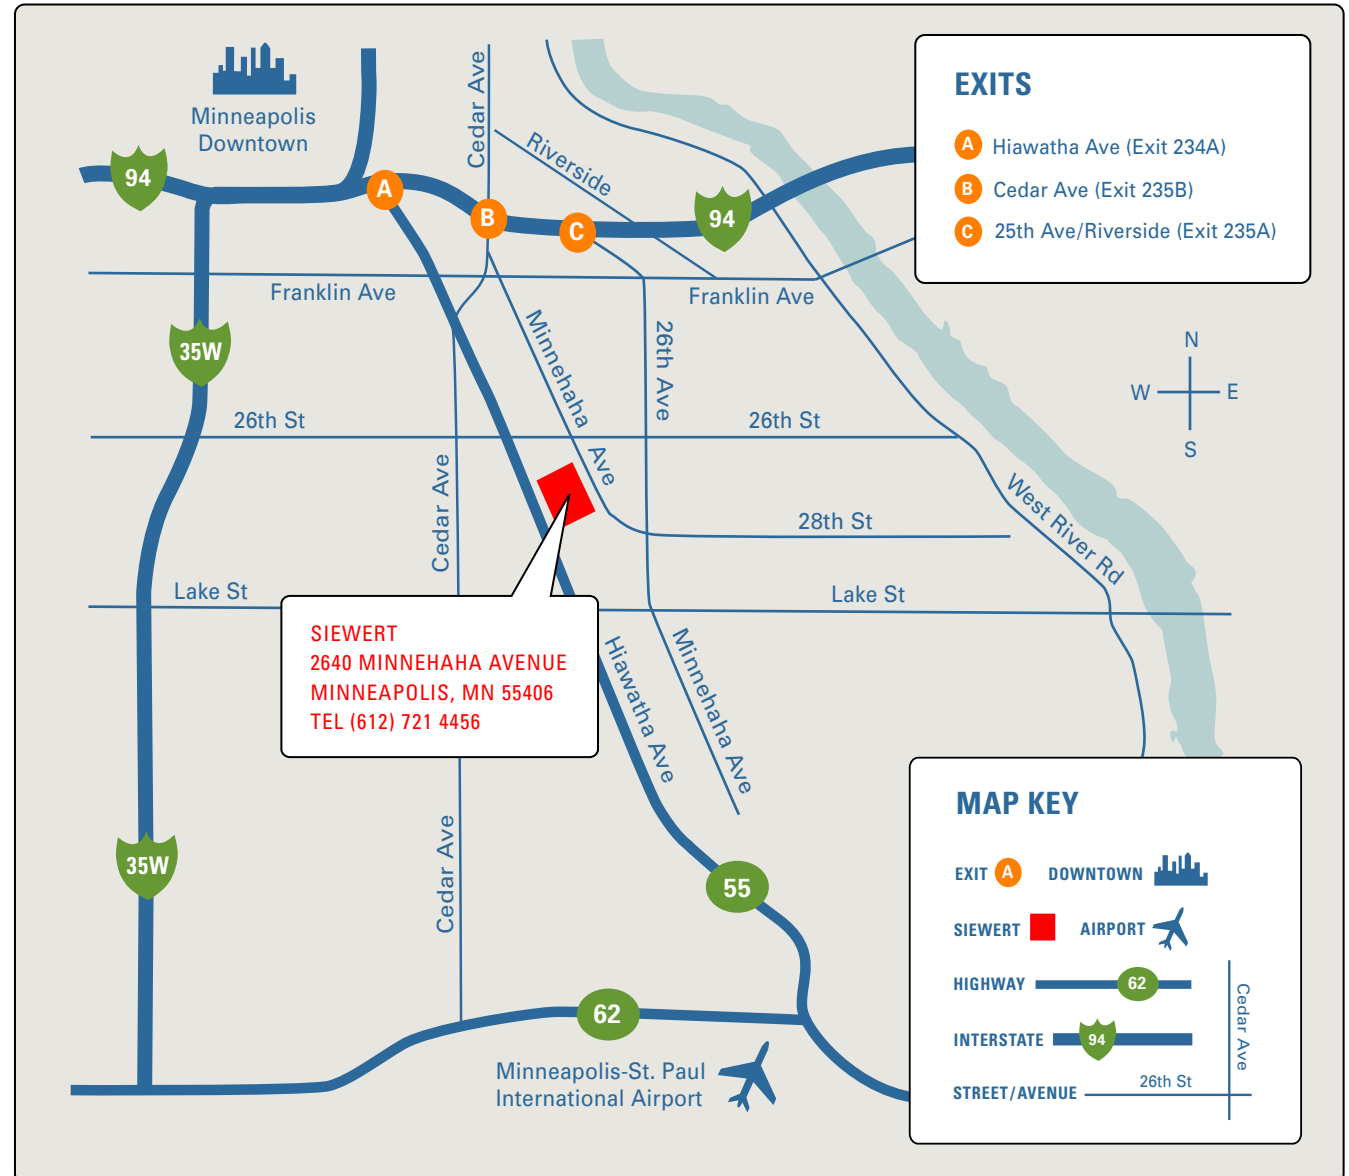 Minneapolis
Downtown
94
A
Cedar Ave
B
Riverside
C
94
EXITS
A Hiawatha Ave (Exit 234A)
B Cedar Ave (Exit 235B)
C 25th Ave/Riverside (Exit 235A)
Franklin Ave
Franklin Ave
35W
Minnehaha Ave
26th Ave
N
W E
S
26th St
26th St
Cedar Ave
28th St
West River Rd
Lake St
Lake St
SIEWERT
2640 MINNEHAHA AVENUE
MINNEAPOLIS, MN 55406
TEL (612) 721 4456
Hiawatha Ave
Minnehaha Ave
35W
Cedar Ave
55
62
Minneapolis-St. Paul
International Airport
MAP KEY
EXIT A DOWNTOWN
SIEWERT AIRPORT
HIGHWAY 62
INTERSTATE 94
Cedar Ave
STREET/AVENUE 26th St